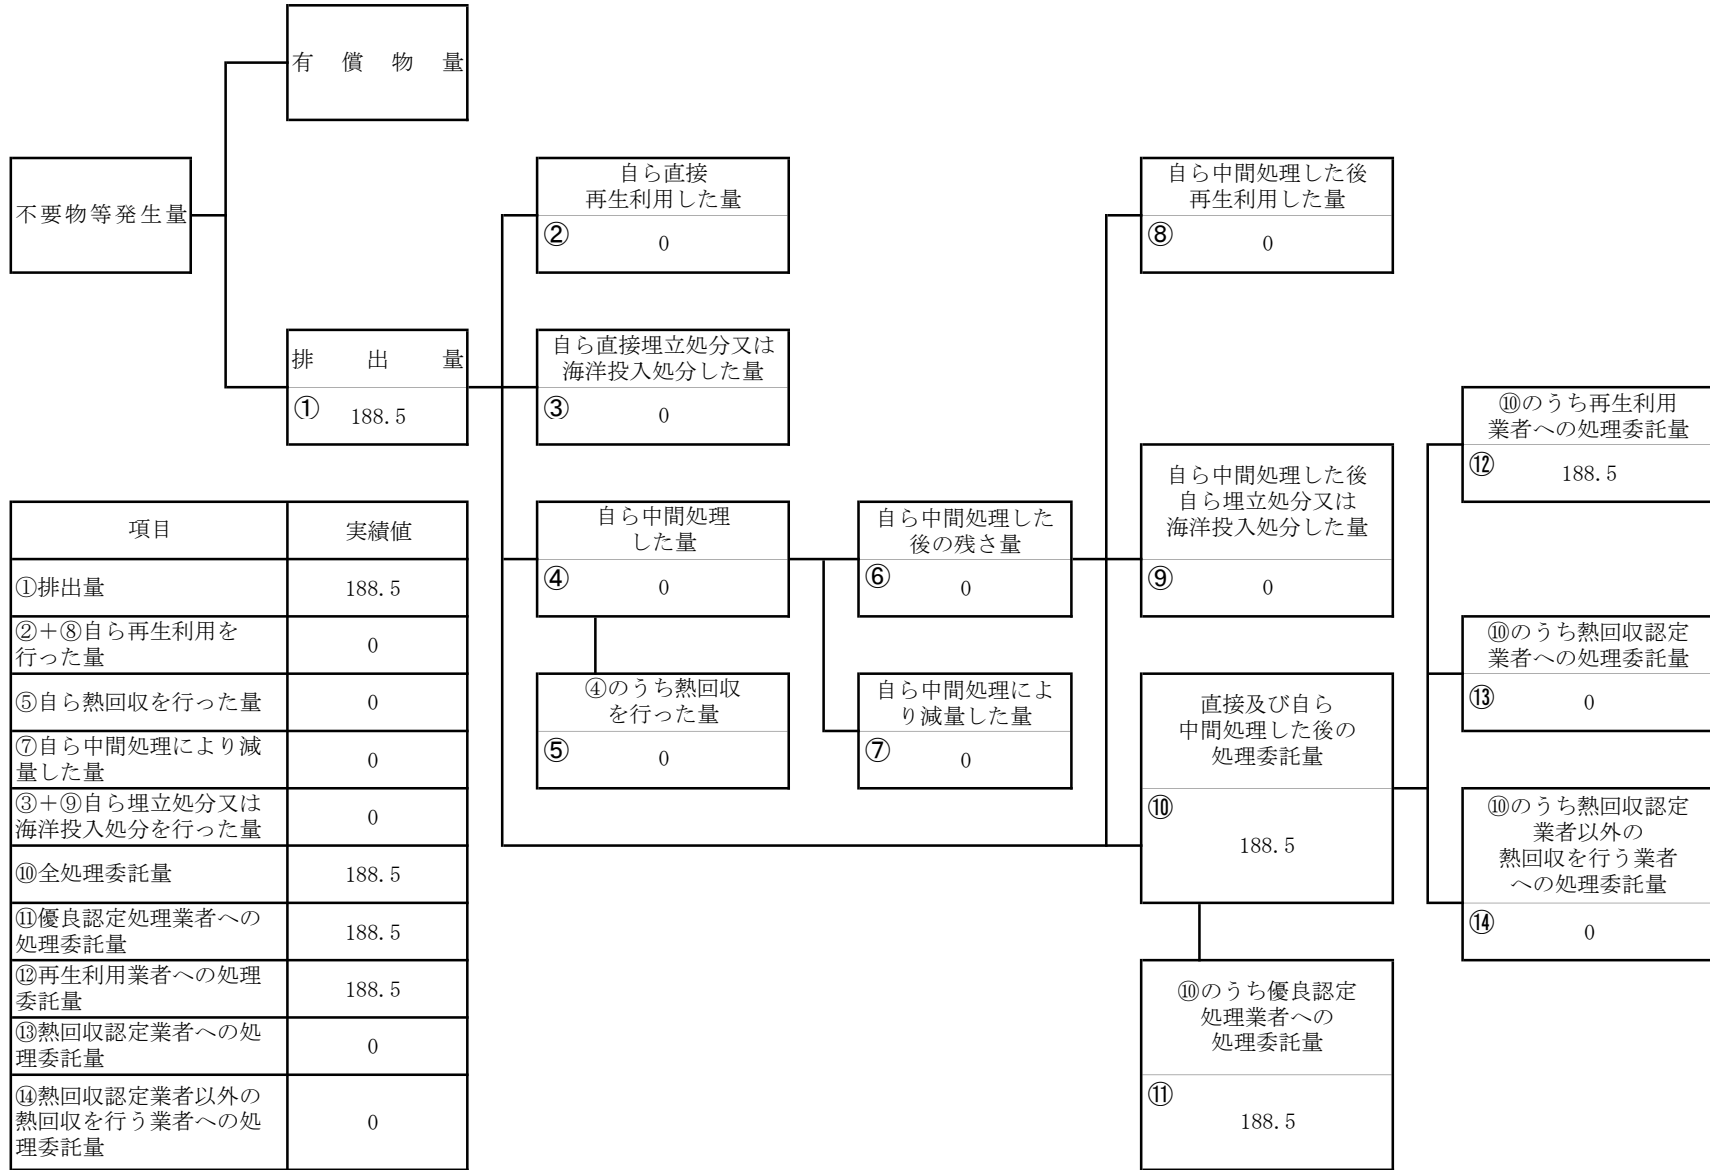 有償物量
不要物等発生量
自ら直接
再生利用した量
②
0
自ら中間処理した後
再生利用した量
⑧
0
排出量
①
188.5
自ら直接埋立処分又は
海洋投入処分した量
③
0
⑩のうち再生利用
業者への処理委託量
⑫
188.5
自ら中間処理
した量
④
0
自ら中間処理した
後の残さ量
⑥
0
自ら中間処理した後
自ら埋立処分又は
海洋投入処分した量
⑨
0
⑩のうち熱回収認定
業者への処理委託量
⑬
0
④のうち熱回収
を行った量
⑤
0
自ら中間処理によ
り減量した量
⑦
0
直接及び自ら
中間処理した後の
処理委託量
⑩
188.5
⑩のうち熱回収認定
業者以外の
熱回収を行う業者
への処理委託量
⑭
0
⑩のうち優良認定
処理業者への
処理委託量
⑪
188.5
項目 実績値
①排出量 188.5
②＋⑧自ら再生利用を
行った量
0
⑤自ら熱回収を行った量 0
⑦自ら中間処理により減
量した量
0
③＋⑨自ら埋立処分又は
海洋投入処分を行った量
0
⑩全処理委託量 188.5
⑪優良認定処理業者への
処理委託量
188.5
⑫再生利用業者への処理
委託量
188.5
⑬熱回収認定業者への処
理委託量
0
⑭熱回収認定業者以外の
熱回収を行う業者への処
理委託量
0